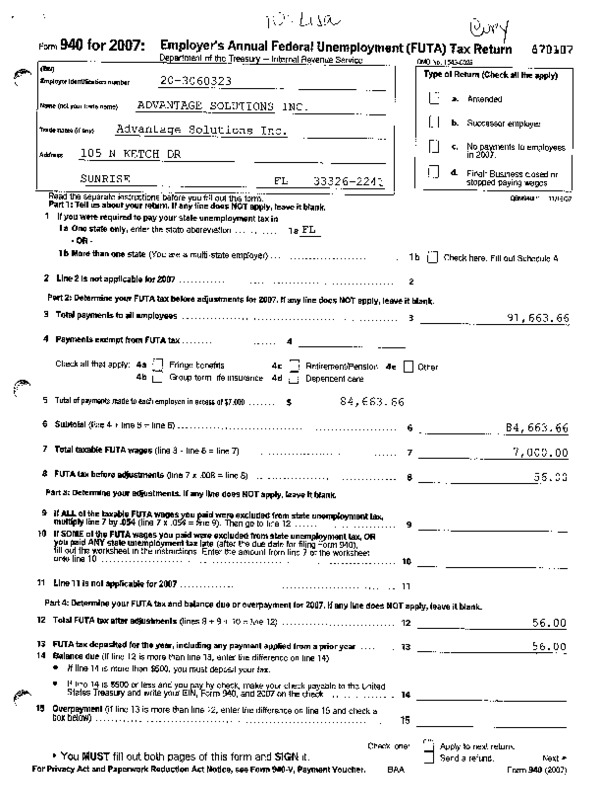 To: Lisa
Copy
Form 940 for 2007: Employer's Annual Federal Unemployment (FUTA) Tax Return 670107
Department of the Treasury — Internal Revenue Service
OMB No. 1545-0028
(EIN)
Employer identification number 20-3060323
Name (not your trade name) ADVANTAGE SOLUTIONS INC.
Trade name (if any) Advantage Solutions Inc.
Address 105 N KETCH DR
SUNRISE FL 33326-2243
Type of Return (Check all the apply)
a. Amended
b. Successor employer
c. No payments to employees in 2007.
d. Final: Business closed or stopped paying wages
Read the separate instructions before you fill out this form.
Part 1: Tell us about your return. If any line does NOT apply, leave it blank.
1 If you were required to pay your state unemployment tax in
1a One state only, enter the state abbreviation ....... 1a FL
- OR -
1b More than one state (You are a multi-state employer) ... 1b Check here. Fill out Schedule A
2 Line 2 is not applicable for 2007 ... 2
Part 2: Determine your FUTA tax before adjustments for 2007. If any line does NOT apply, leave it blank.
3 Total payments to all employees ... 3 91,663.66
4 Payments exempt from FUTA tax ....... 4
Check all that apply: 4a Fringe benefits 4c Retirement/Pension 4e Other
4b Group term life insurance 4d Dependent care
5 Total of payments made to each employee in excess of $7,000 ....... 5 84,663.66
6 Subtotal (line 4 + line 5 = line 6) ... 6 84,663.66
7 Total taxable FUTA wages (line 3 - line 6 = line 7) ... 7 7,000.00
8 FUTA tax before adjustments (line 7 x .008 = line 8) ... 8 56.00
Part 3: Determine your adjustments. If any line does NOT apply, leave it blank.
9 If ALL of the taxable FUTA wages you paid were excluded from state unemployment tax,
multiply line 7 by .054 (line 7 x .054 = line 9). Then go to line 12 ... 9
10 If SOME of the FUTA wages you paid were excluded from state unemployment tax, OR
you paid ANY state unemployment tax late (after the due date for filing Form 940),
fill out the worksheet in the instructions. Enter the amount from line 7 of the worksheet
onto line 10 ... 10
11 Line 11 is not applicable for 2007 ... 11
Part 4: Determine your FUTA tax and balance due or overpayment for 2007. If any line does NOT apply, leave it blank.
12 Total FUTA tax after adjustments (lines 8 + 9 + 10 = line 12) ... 12 56.00
13 FUTA tax deposited for the year, including any payment applied from a prior year .... 13 56.00
14 Balance due (If line 12 is more than line 13, enter the difference on line 14)
• If line 14 is more than $500, you must deposit your tax.
• If line 14 is $500 or less and you pay by check, make your check payable to the United
States Treasury and write your EIN, Form 940, and 2007 on the check ... 14
15 Overpayment (If line 13 is more than line 12, enter the difference on line 15 and check a
box below) ... 15
Check one: Apply to next return.
Send a refund.
• You MUST fill out both pages of this form and SIGN it. Next
For Privacy Act and Paperwork Reduction Act Notice, see Form 940-V, Payment Voucher. BAA Form 940 (2007)